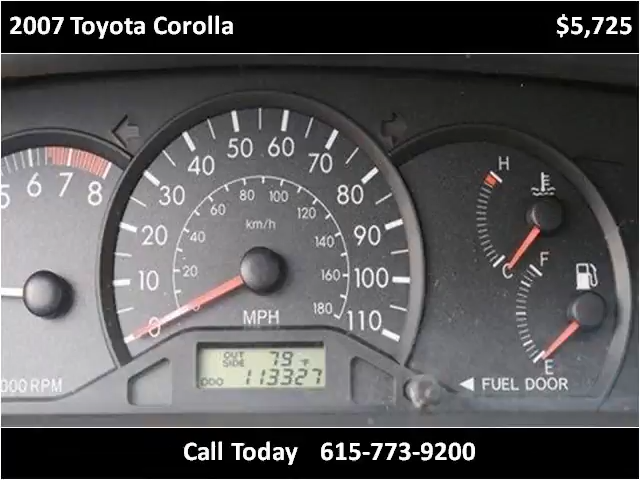 2007 Toyota Corolla $5,725
5 6 7 8
000 RPM
0 10 20 30 40 50 60 70 80 90 100 110
0 20 40 60 80 100 120 140 160 180
km/h
MPH
OUT SIDE 79 °F
ODO 113327
H
C
F
E
◀ FUEL DOOR
Call Today 615-773-9200